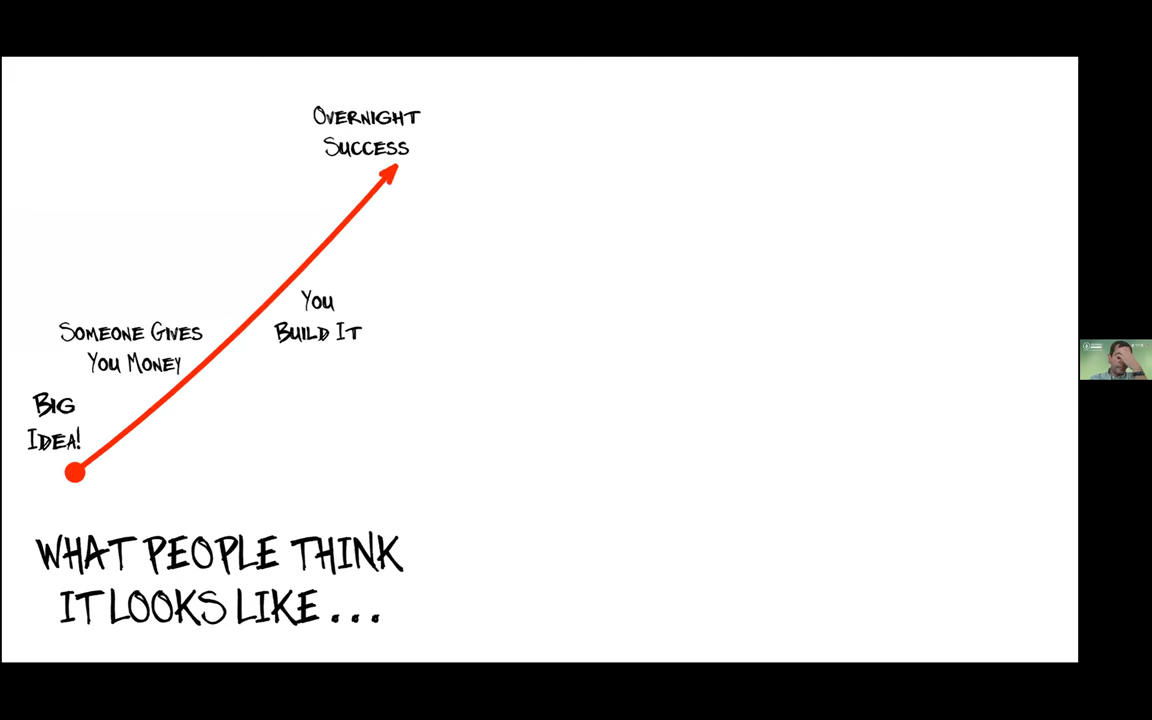 OVERNIGHT
SUCCESS
YOU
BUILD IT
SOMEONE GIVES
YOU MONEY
BIG
IDEA!
WHAT PEOPLE THINK
IT LOOKS LIKE . . .